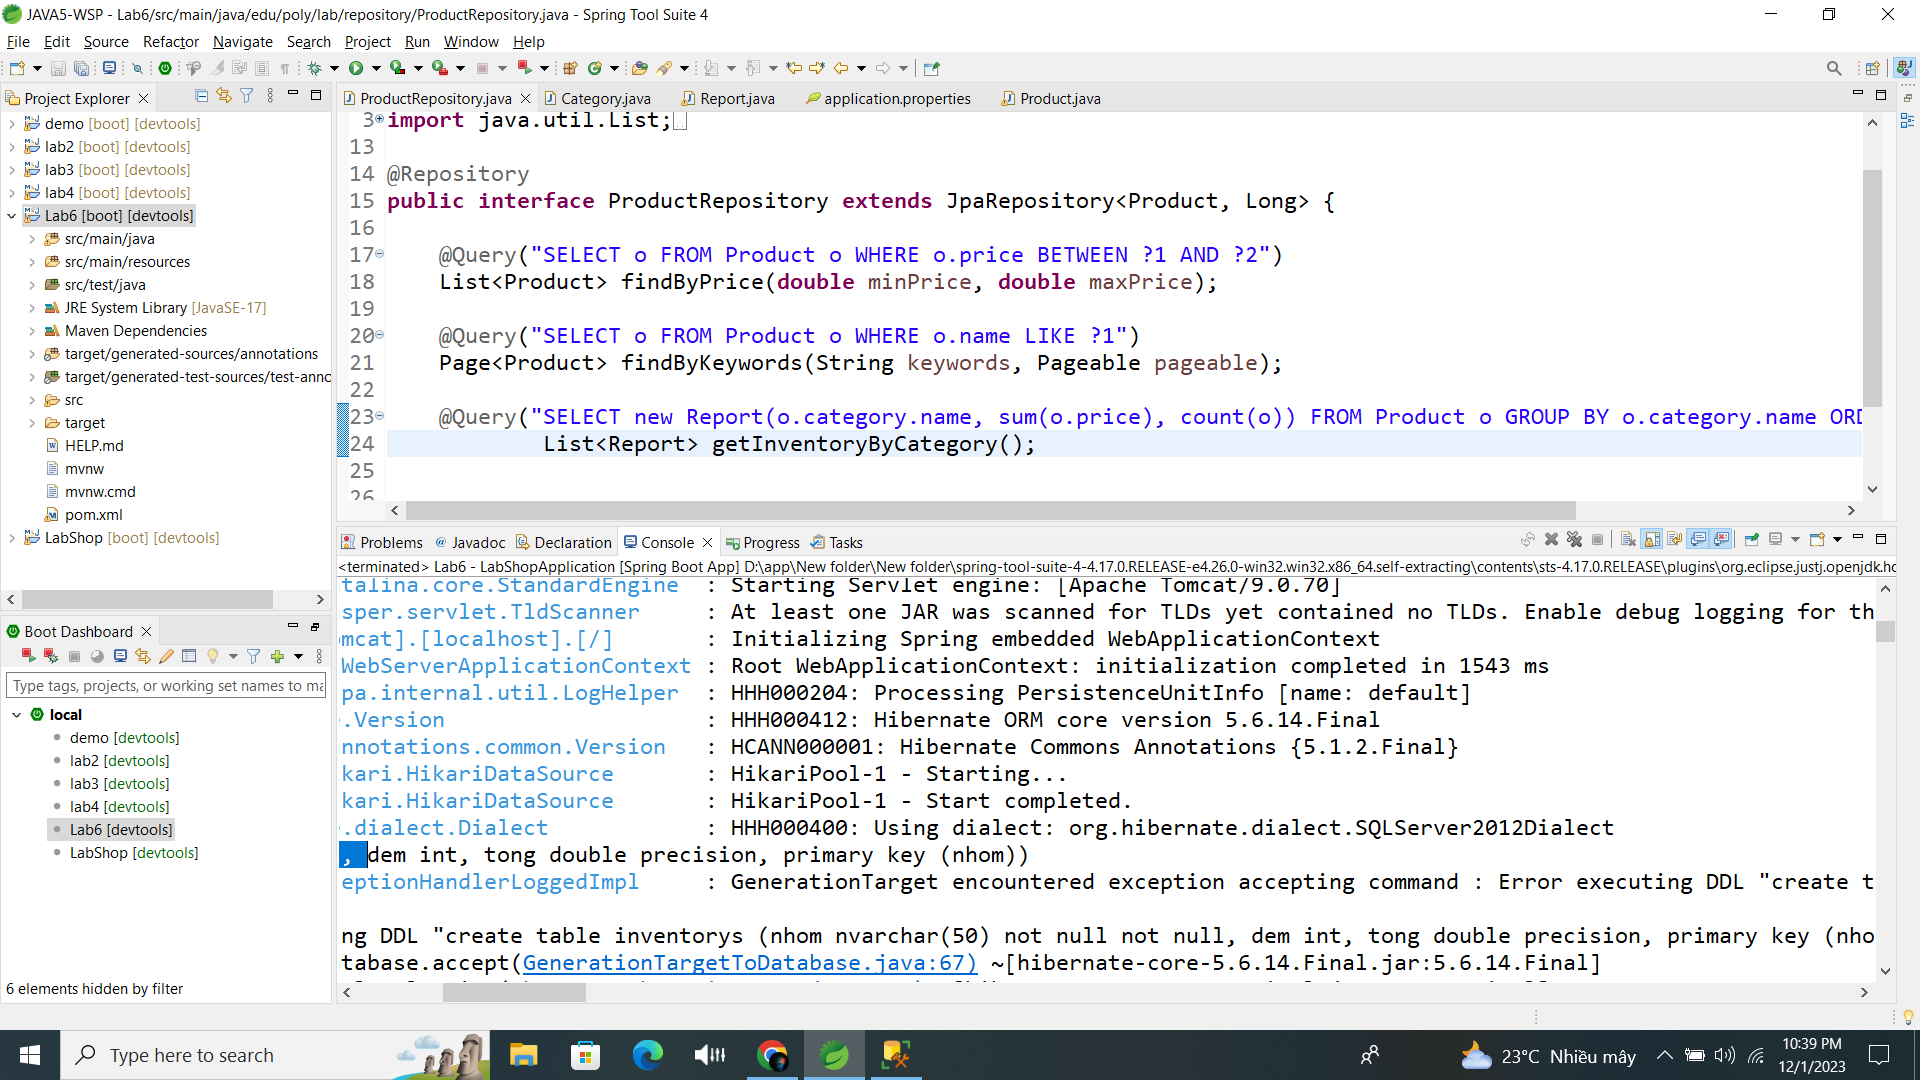 JAVA5-WSP - Lab6/src/main/java/edu/poly/lab/repository/ProductRepository.java - Spring Tool Suite 4
File Edit Source Refactor Navigate Search Project Run Window Help
Project Explorer
demo [boot] [devtools]
lab2 [boot] [devtools]
lab3 [boot] [devtools]
lab4 [boot] [devtools]
Lab6 [boot] [devtools]
src/main/java
src/main/resources
src/test/java
JRE System Library [JavaSE-17]
Maven Dependencies
target/generated-sources/annotations
target/generated-test-sources/test-anno
src
target
HELP.md
mvnw
mvnw.cmd
pom.xml
LabShop [boot] [devtools]
Boot Dashboard
Type tags, projects, or working set names to ma
local
demo [devtools]
lab2 [devtools]
lab3 [devtools]
lab4 [devtools]
Lab6 [devtools]
LabShop [devtools]
6 elements hidden by filter
ProductRepository.java Category.java Report.java application.properties Product.java
3 import java.util.List;
13
14 @Repository
15 public interface ProductRepository extends JpaRepository<Product, Long> {
16
17 @Query("SELECT o FROM Product o WHERE o.price BETWEEN ?1 AND ?2")
18 List<Product> findByPrice(double minPrice, double maxPrice);
19
20 @Query("SELECT o FROM Product o WHERE o.name LIKE ?1")
21 Page<Product> findByKeywords(String keywords, Pageable pageable);
22
23 @Query("SELECT new Report(o.category.name, sum(o.price), count(o)) FROM Product o GROUP BY o.category.name ORD
24 List<Report> getInventoryByCategory();
25
26
Problems Javadoc Declaration Console Progress Tasks
<terminated> Lab6 - LabShopApplication [Spring Boot App] D:\app\New folder\New folder\spring-tool-suite-4-4.17.0.RELEASE-e4.26.0-win32.win32.x86_64.self-extracting\contents\sts-4.17.0.RELEASE\plugins\org.eclipse.justj.openjdk.ho
talina.core.StandardEngine : Starting Servlet engine: [Apache Tomcat/9.0.70]
sper.servlet.TldScanner : At least one JAR was scanned for TLDs yet contained no TLDs. Enable debug logging for th
omcat].[localhost].[/] : Initializing Spring embedded WebApplicationContext
WebServerApplicationContext : Root WebApplicationContext: initialization completed in 1543 ms
pa.internal.util.LogHelper : HHH000204: Processing PersistenceUnitInfo [name: default]
.Version : HHH000412: Hibernate ORM core version 5.6.14.Final
nnotations.common.Version : HCANN000001: Hibernate Commons Annotations {5.1.2.Final}
kari.HikariDataSource : HikariPool-1 - Starting...
kari.HikariDataSource : HikariPool-1 - Start completed.
.dialect.Dialect : HHH000400: Using dialect: org.hibernate.dialect.SQLServer2012Dialect
, dem int, tong double precision, primary key (nhom))
eptionHandlerLoggedImpl : GenerationTarget encountered exception accepting command : Error executing DDL "create t
ng DDL "create table inventorys (nhom nvarchar(50) not null not null, dem int, tong double precision, primary key (nho
tabase.accept(GenerationTargetToDatabase.java:67) ~[hibernate-core-5.6.14.Final.jar:5.6.14.Final]
Type here to search
23°C Nhiều mây
10:39 PM
12/1/2023